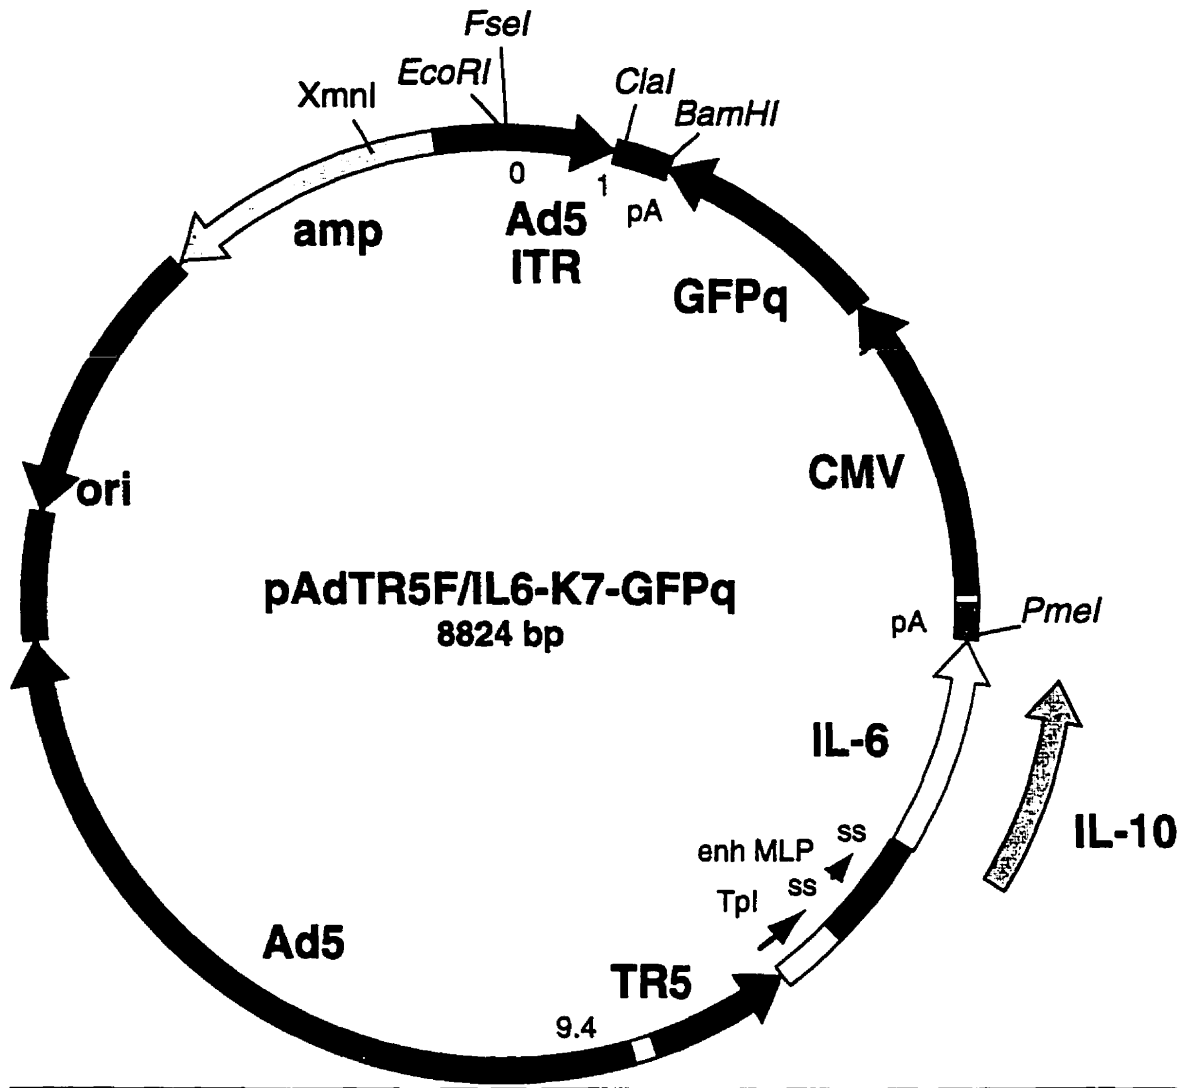 FseI
EcoRI
XmnI
ClaI
BamHI
0
1
pA
Ad5
ITR
amp
GFPq
CMV
ori
pAdTR5F/IL6-K7-GFPq
8824 bp
pA
PmeI
IL-6
IL-10
ss
enh MLP
ss
Tpl
Ad5
TR5
9.4